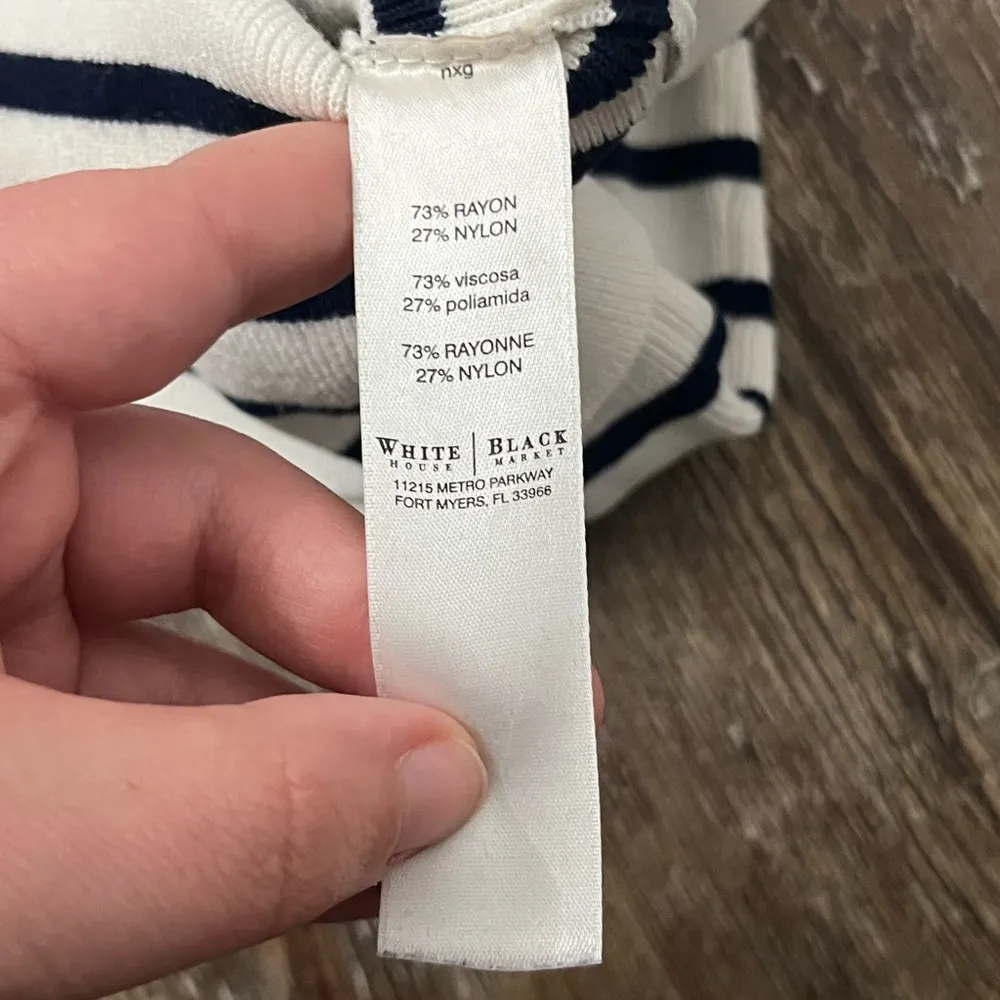 nxg
73% RAYON
27% NYLON
73% viscosa
27% poliamida
73% RAYONNE
27% NYLON
WHITE HOUSE | BLACK MARKET
11215 METRO PARKWAY
FORT MYERS, FL 33966